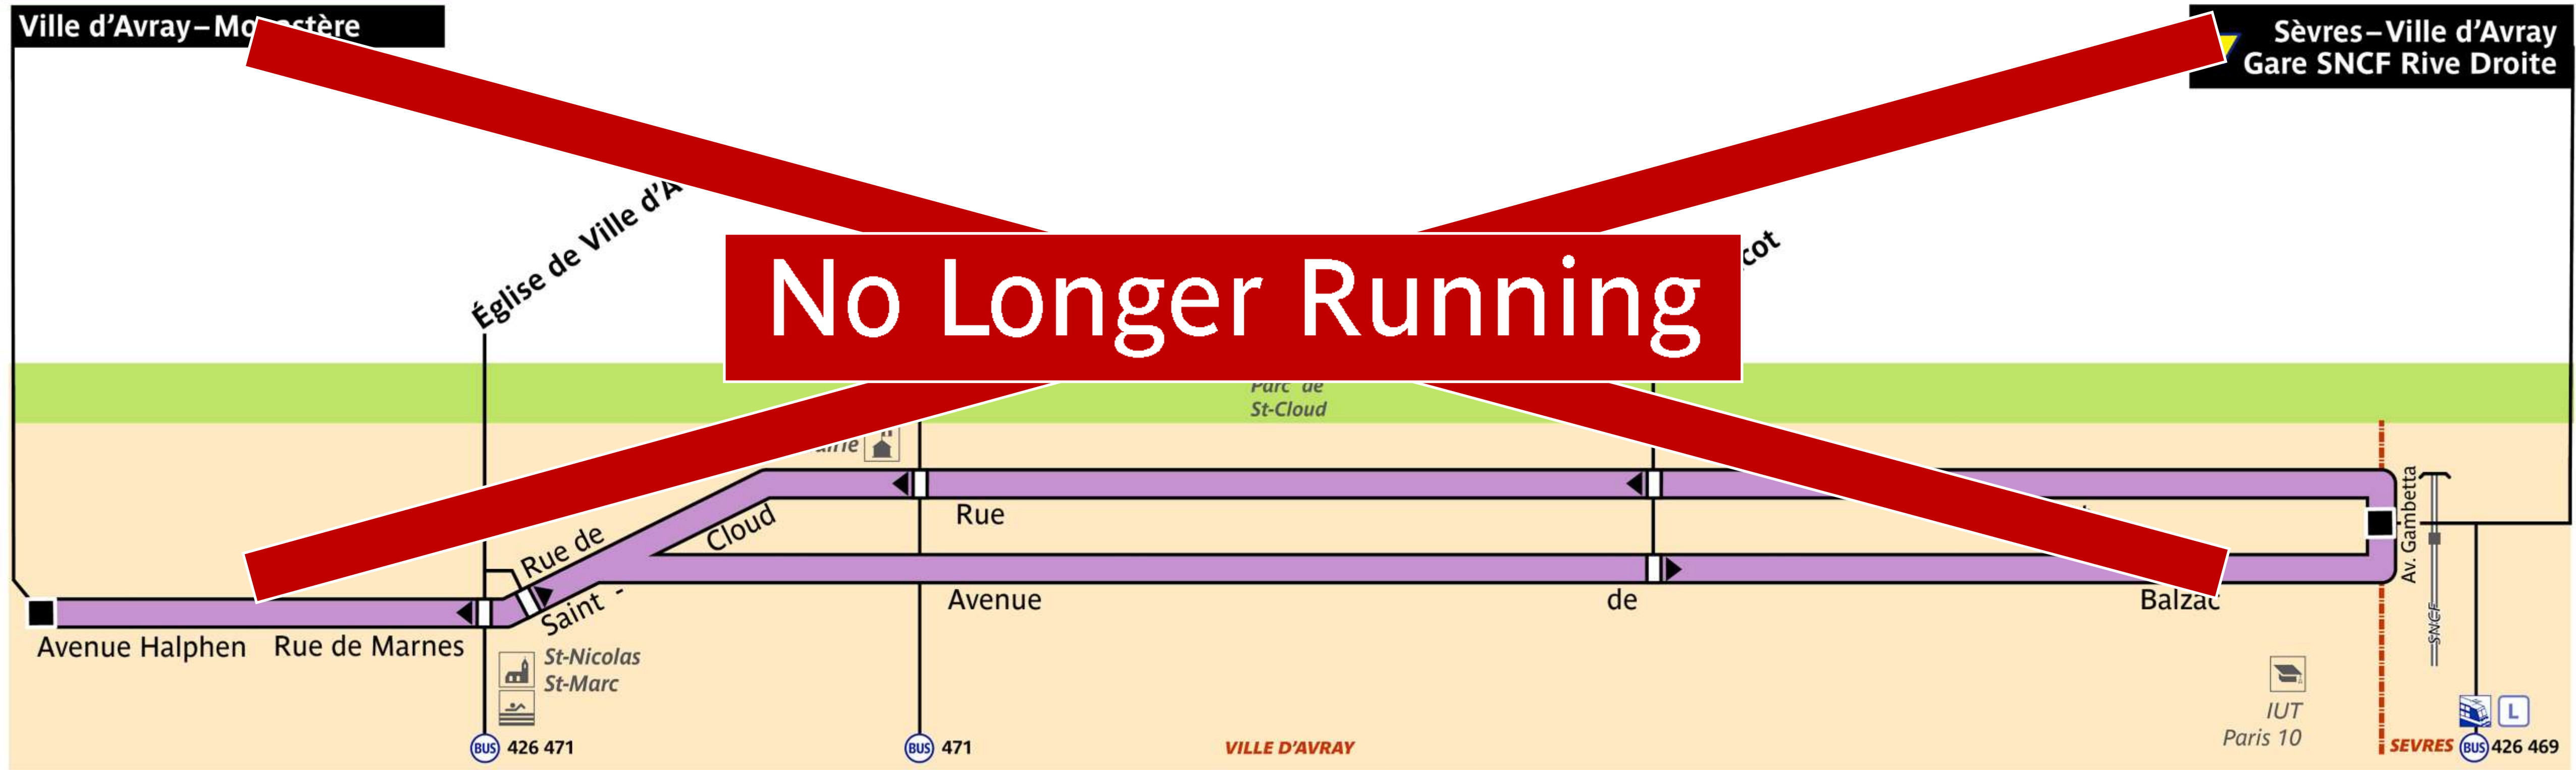 Ville d'Avray–Monastère
Sèvres–Ville d'Avray
Gare SNCF Rive Droite
Église de Ville d'A
cot
No Longer Running
Parc de
St-Cloud
Rue de
Saint -
Cloud
Rue
Avenue
de
Balzac
Av. Gambetta
SNCF
Avenue Halphen
Rue de Marnes
St-Nicolas
St-Marc
IUT
Paris 10
BUS 426 471
BUS 471
VILLE D'AVRAY
SEVRES
L
BUS 426 469